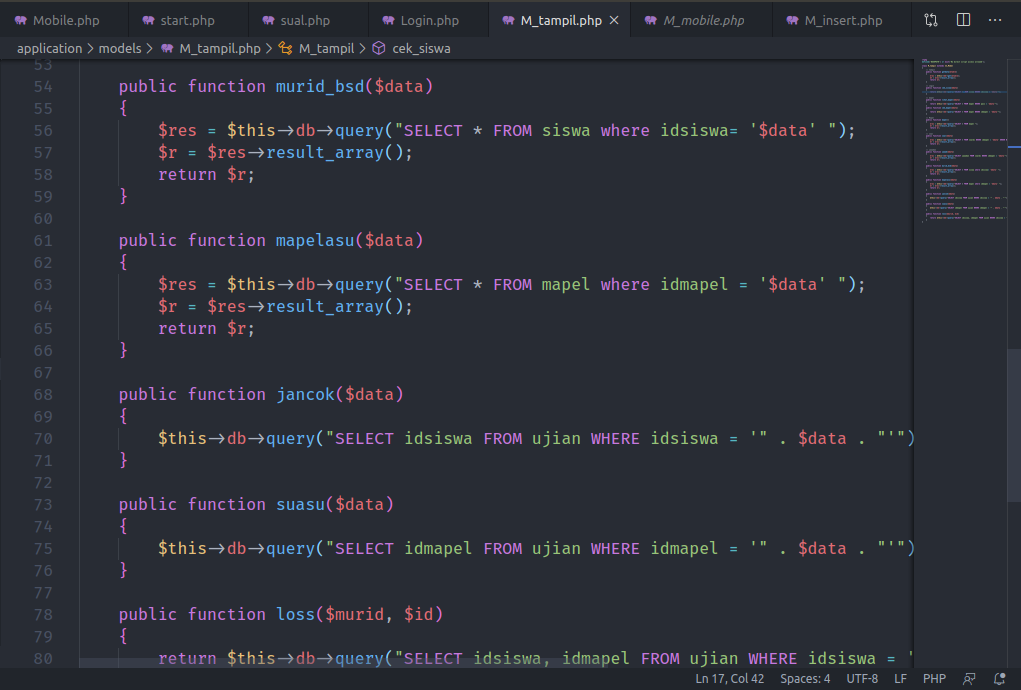 Mobile.php start.php sual.php Login.php M_tampil.php × M_mobile.php M_insert.php ···
application > models > M_tampil.php > M_tampil > cek_siswa
53
54 public function murid_bsd($data)
55 {
56 $res = $this->db->query("SELECT * FROM siswa where idsiswa= '$data' ");
57 $r = $res->result_array();
58 return $r;
59 }
60
61 public function mapelasu($data)
62 {
63 $res = $this->db->query("SELECT * FROM mapel where idmapel = '$data' ");
64 $r = $res->result_array();
65 return $r;
66 }
67
68 public function jancok($data)
69 {
70 $this->db->query("SELECT idsiswa FROM ujian WHERE idsiswa = '" . $data . "'")
71 }
72
73 public function suasu($data)
74 {
75 $this->db->query("SELECT idmapel FROM ujian WHERE idmapel = '" . $data . "'")
76 }
77
78 public function loss($murid, $id)
79 {
80 return $this->db->query("SELECT idsiswa, idmapel FROM ujian WHERE idsiswa = '
Ln 17, Col 42 Spaces: 4 UTF-8 LF PHP